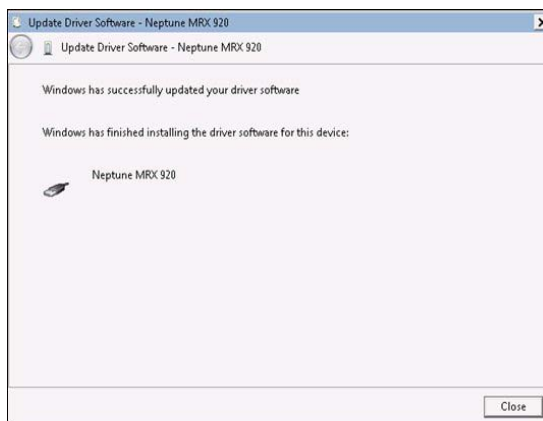 Update Driver Software - Neptune MRX 920
Update Driver Software - Neptune MRX 920
Windows has successfully updated your driver software
Windows has finished installing the driver software for this device:
Neptune MRX 920
Close